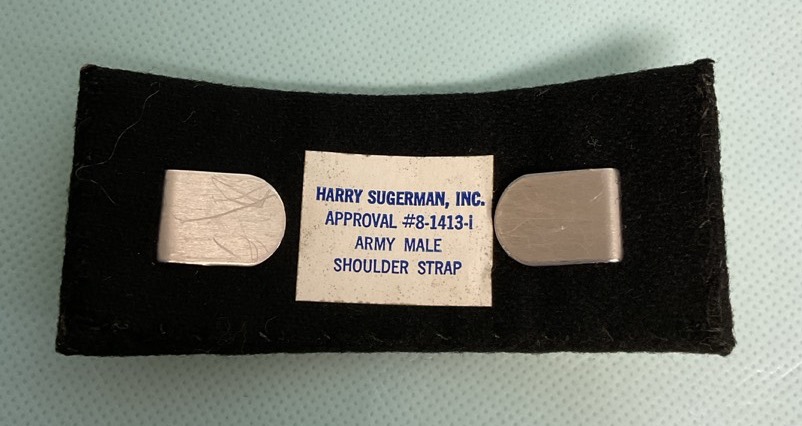 HARRY SUGERMAN, INC.
APPROVAL #8-1413-i
ARMY MALE
SHOULDER STRAP